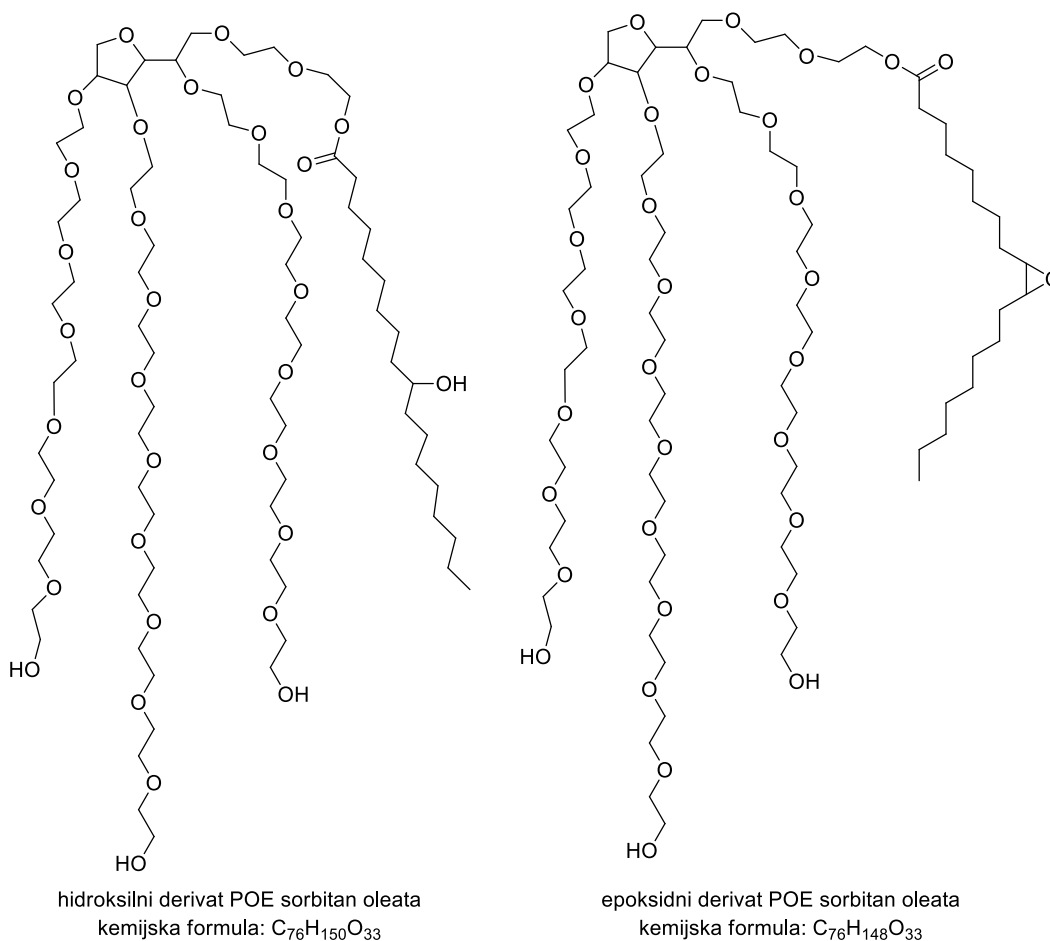 hidroksilni derivat POE sorbitan oleata
kemijska formula: C₇₆H₁₅₀O₃₃
epoksidni derivat POE sorbitan oleata
kemijska formula: C₇₆H₁₄₈O₃₃